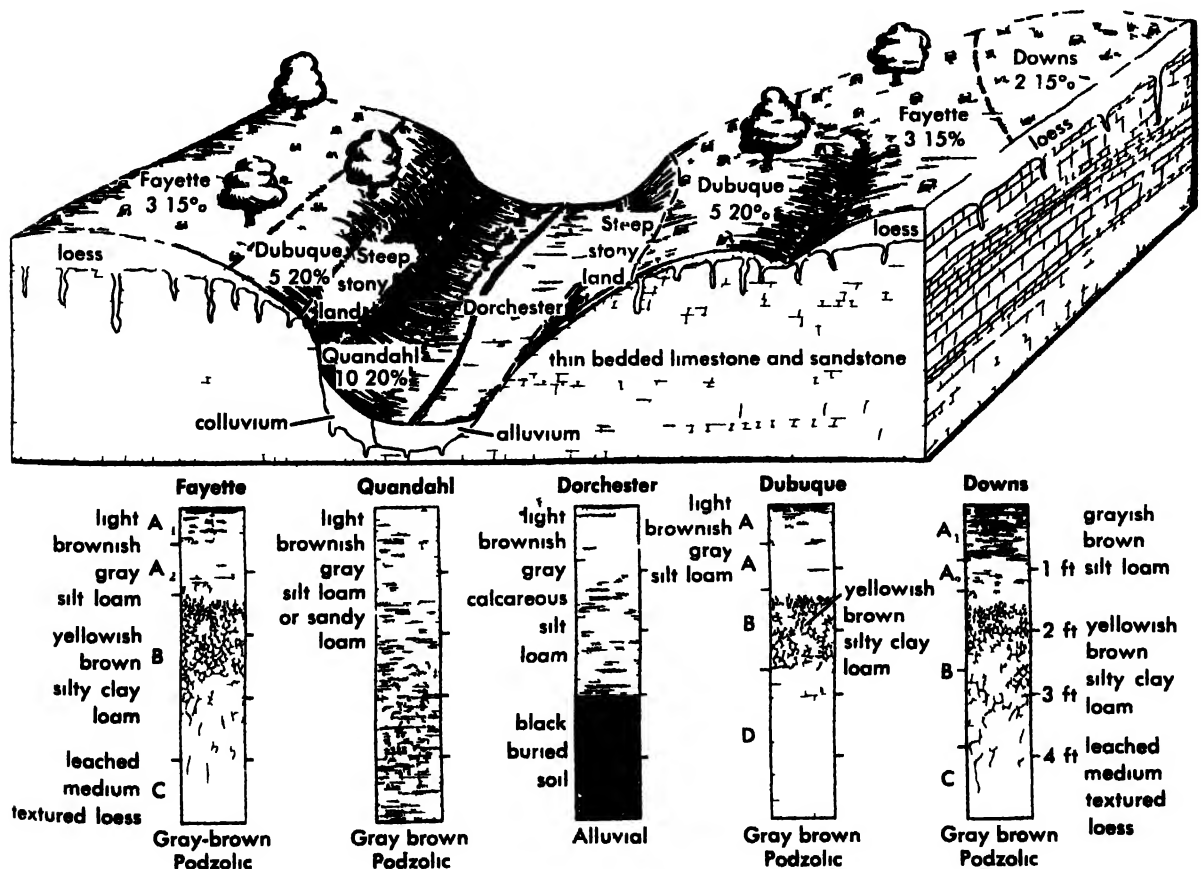 Downs
2 15°o
Fayette
3 15%
loess
loess
Dubuque
5 20°o
Steep
stony
land
Fayette
3 15°o
loess
Dubuque
5 20%
Steep
stony
land
Dorchester
Quandahl
10 20%
thin bedded limestone and sandstone
colluvium
alluvium
Fayette
light
brownish
gray
silt loam
yellowish
brown
silty clay
loam
leached
medium
textured loess
A1
A2
B
C
Gray-brown
Podzolic
Quandahl
light
brownish
gray
silt loam
or sandy
loam
Gray brown
Podzolic
Dorchester
light
brownish
gray
calcareous
silt
loam
black
buried
soil
Alluvial
Dubuque
light
brownish
gray
silt loam
A
A
B
D
yellowish
brown
silty clay
loam
Gray brown
Podzolic
Downs
A1
A
B
C
1 ft
2 ft
3 ft
4 ft
grayish
brown
silt loam
yellowish
brown
silty clay
loam
leached
medium
textured
loess
Gray brown
Podzolic